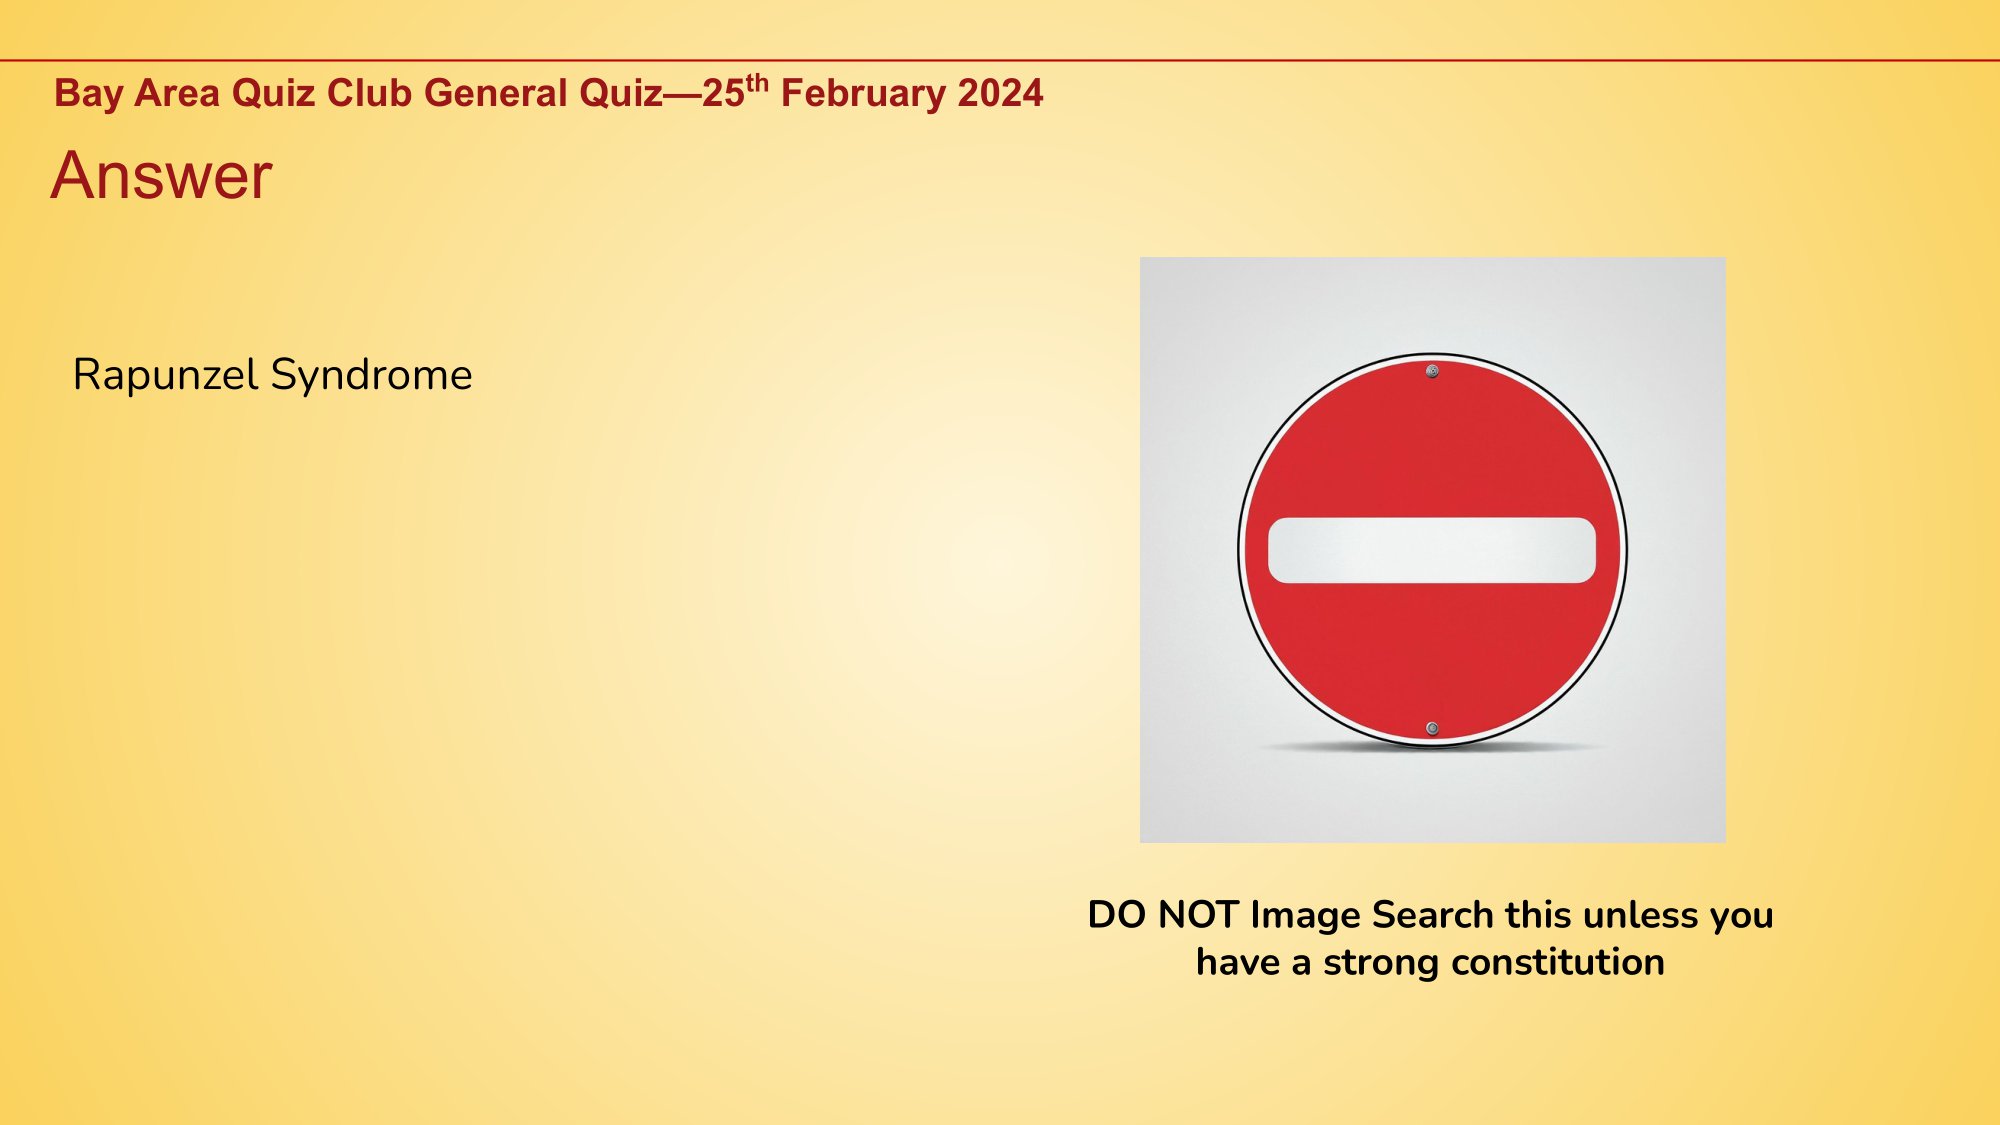 Bay Area Quiz Club General Quiz—25th February 2024
Answer
Rapunzel Syndrome
DO NOT Image Search this unless you
have a strong constitution